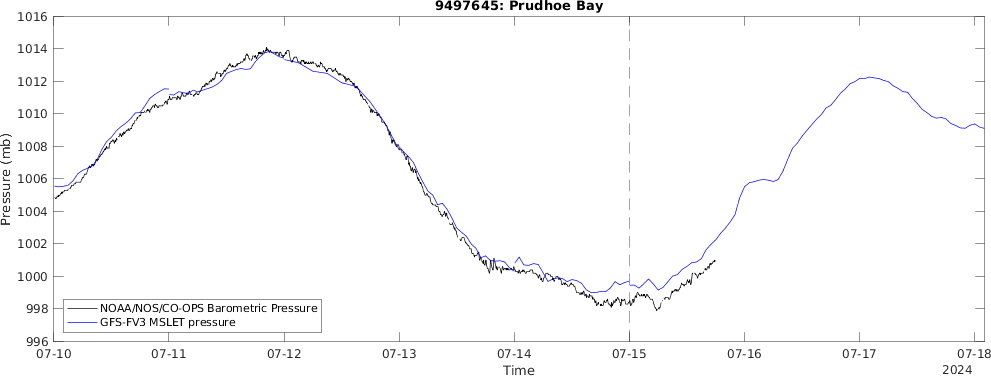 9497645: Prudhoe Bay
1016
1014
1012
1010
1008
1006
1004
1002
1000
998
996
Pressure (mb)
NOAA/NOS/CO-OPS Barometric Pressure
GFS-FV3 MSLET pressure
07-10 07-11 07-12 07-13 07-14 07-15 07-16 07-17 07-18
Time
2024